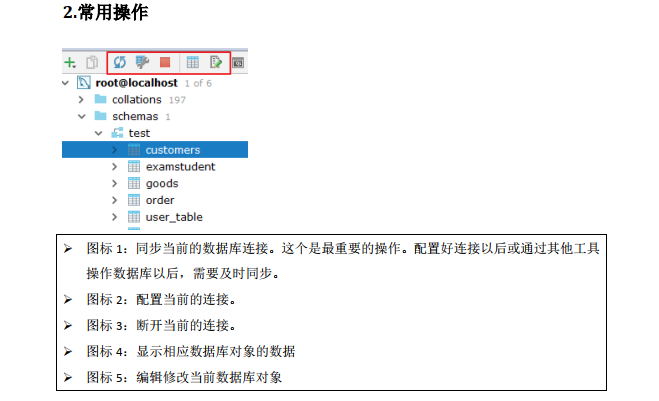 2.常用操作
root@localhost 1 of 6
collations 197
schemas 1
test
customers
examstudent
goods
order
user_table
➢ 图标 1：同步当前的数据库连接。这个是最重要的操作。配置好连接以后或通过其他工具
操作数据库以后，需要及时同步。
➢ 图标 2：配置当前的连接。
➢ 图标 3：断开当前的连接。
➢ 图标 4：显示相应数据库对象的数据
➢ 图标 5：编辑修改当前数据库对象